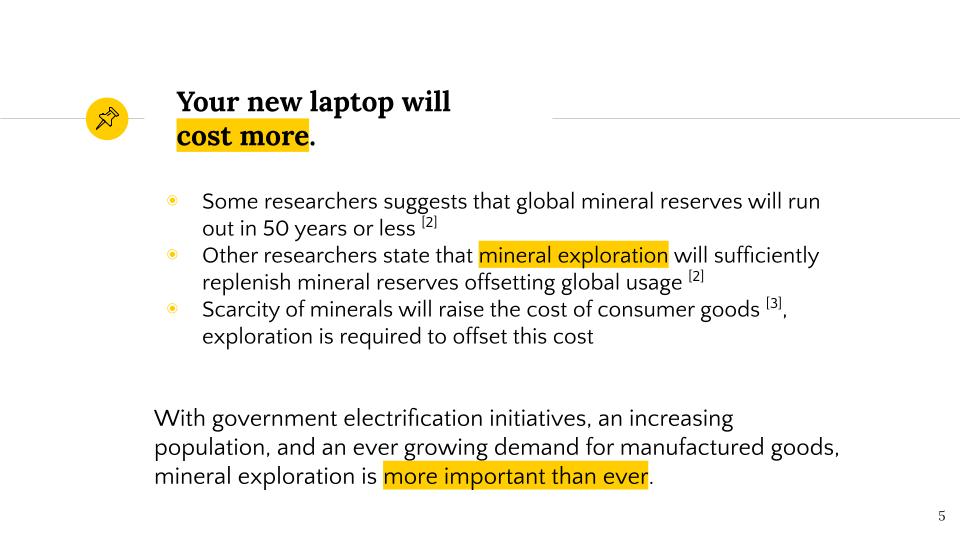 Your new laptop will
cost more.
Some researchers suggests that global mineral reserves will run
out in 50 years or less [2]
Other researchers state that mineral exploration will sufficiently
replenish mineral reserves offsetting global usage [2]
Scarcity of minerals will raise the cost of consumer goods [3],
exploration is required to offset this cost
With government electrification initiatives, an increasing
population, and an ever growing demand for manufactured goods,
mineral exploration is more important than ever.
5